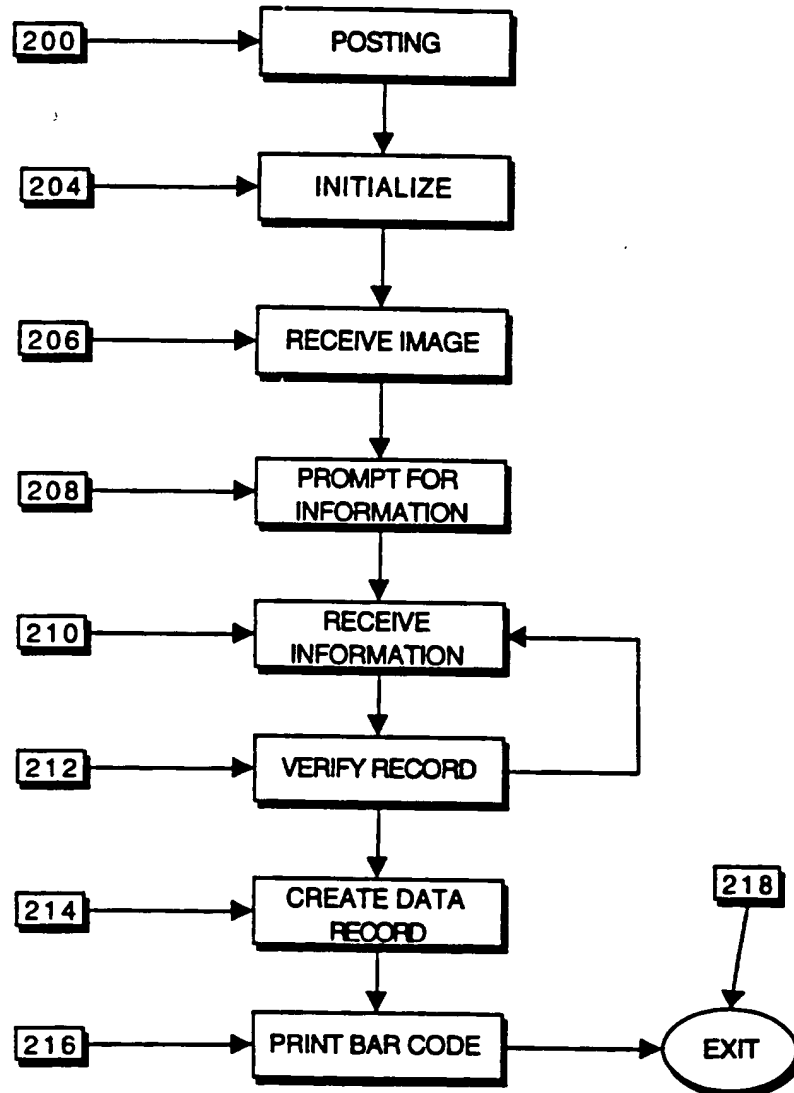 200
POSTING
204
INITIALIZE
206
RECEIVE IMAGE
208
PROMPT FOR
INFORMATION
210
RECEIVE
INFORMATION
212
VERIFY RECORD
214
CREATE DATA
RECORD
218
216
PRINT BAR CODE
EXIT